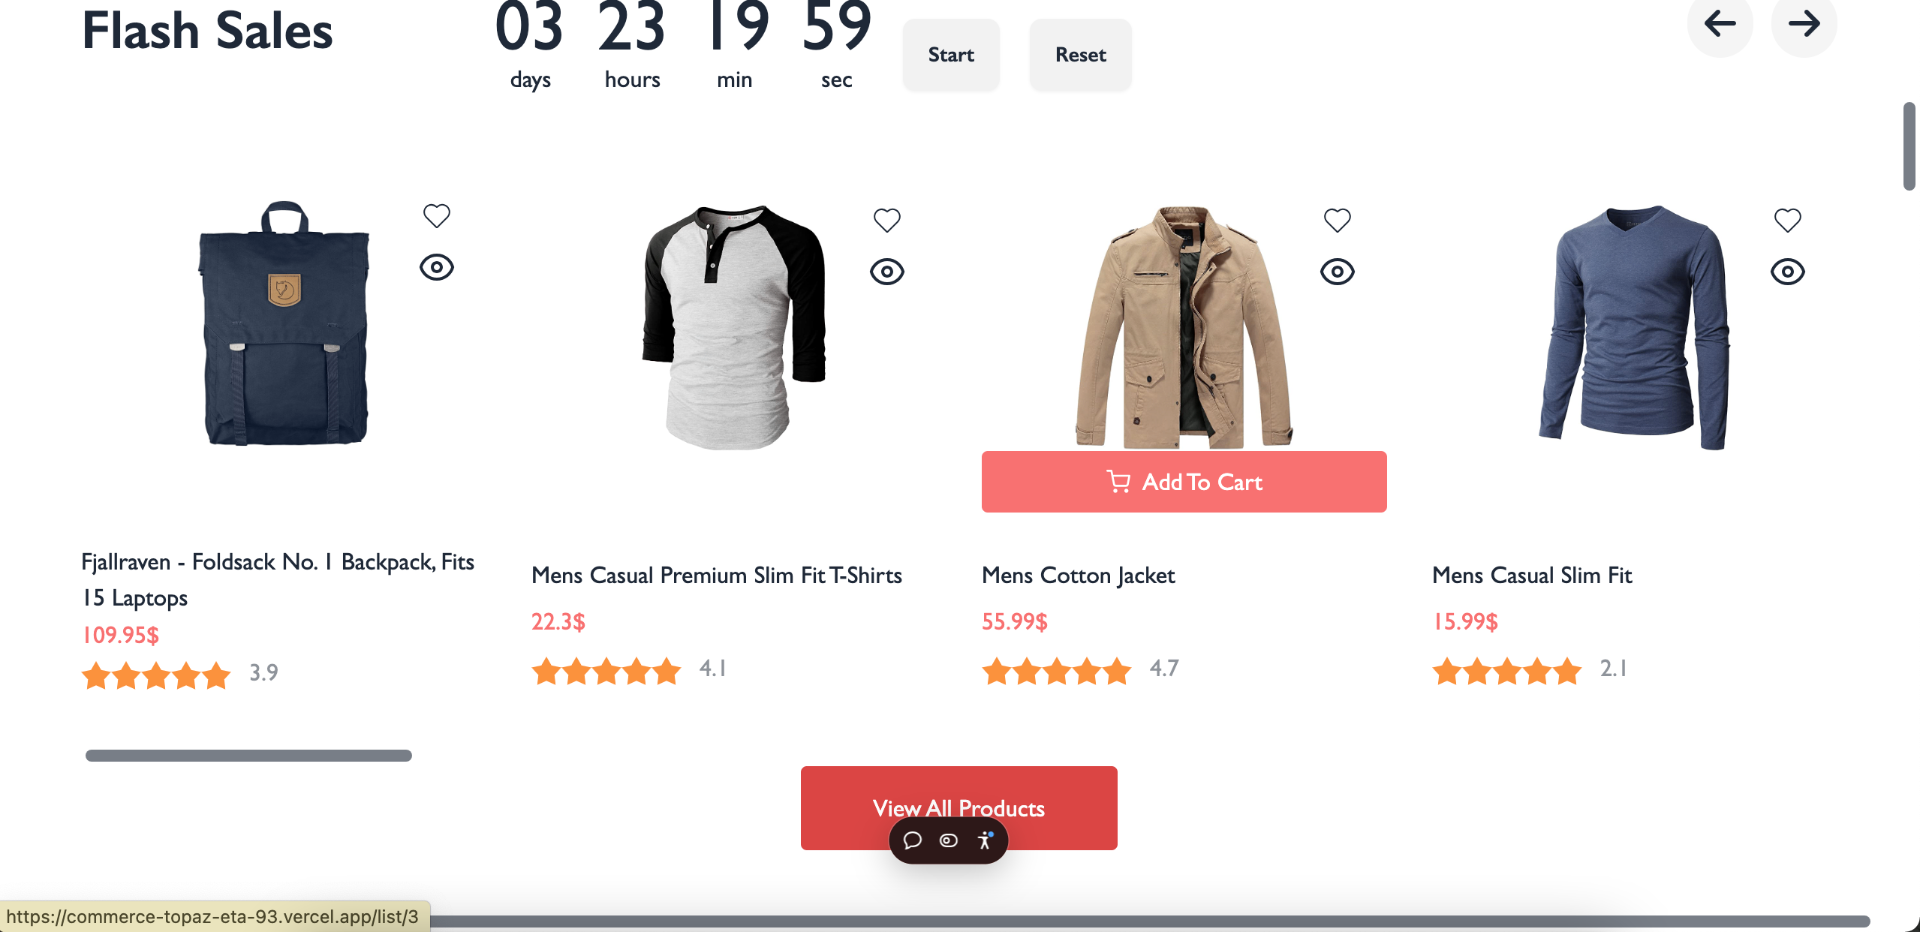 Flash Sales
03 23 19 59
days hours min sec
Start
Reset
Add To Cart
Fjallraven - Foldsack No. 1 Backpack, Fits
15 Laptops
109.95$
3.9
Mens Casual Premium Slim Fit T-Shirts
22.3$
4.1
Mens Cotton Jacket
55.99$
4.7
Mens Casual Slim Fit
15.99$
2.1
View All Products
https://commerce-topaz-eta-93.vercel.app/list/3